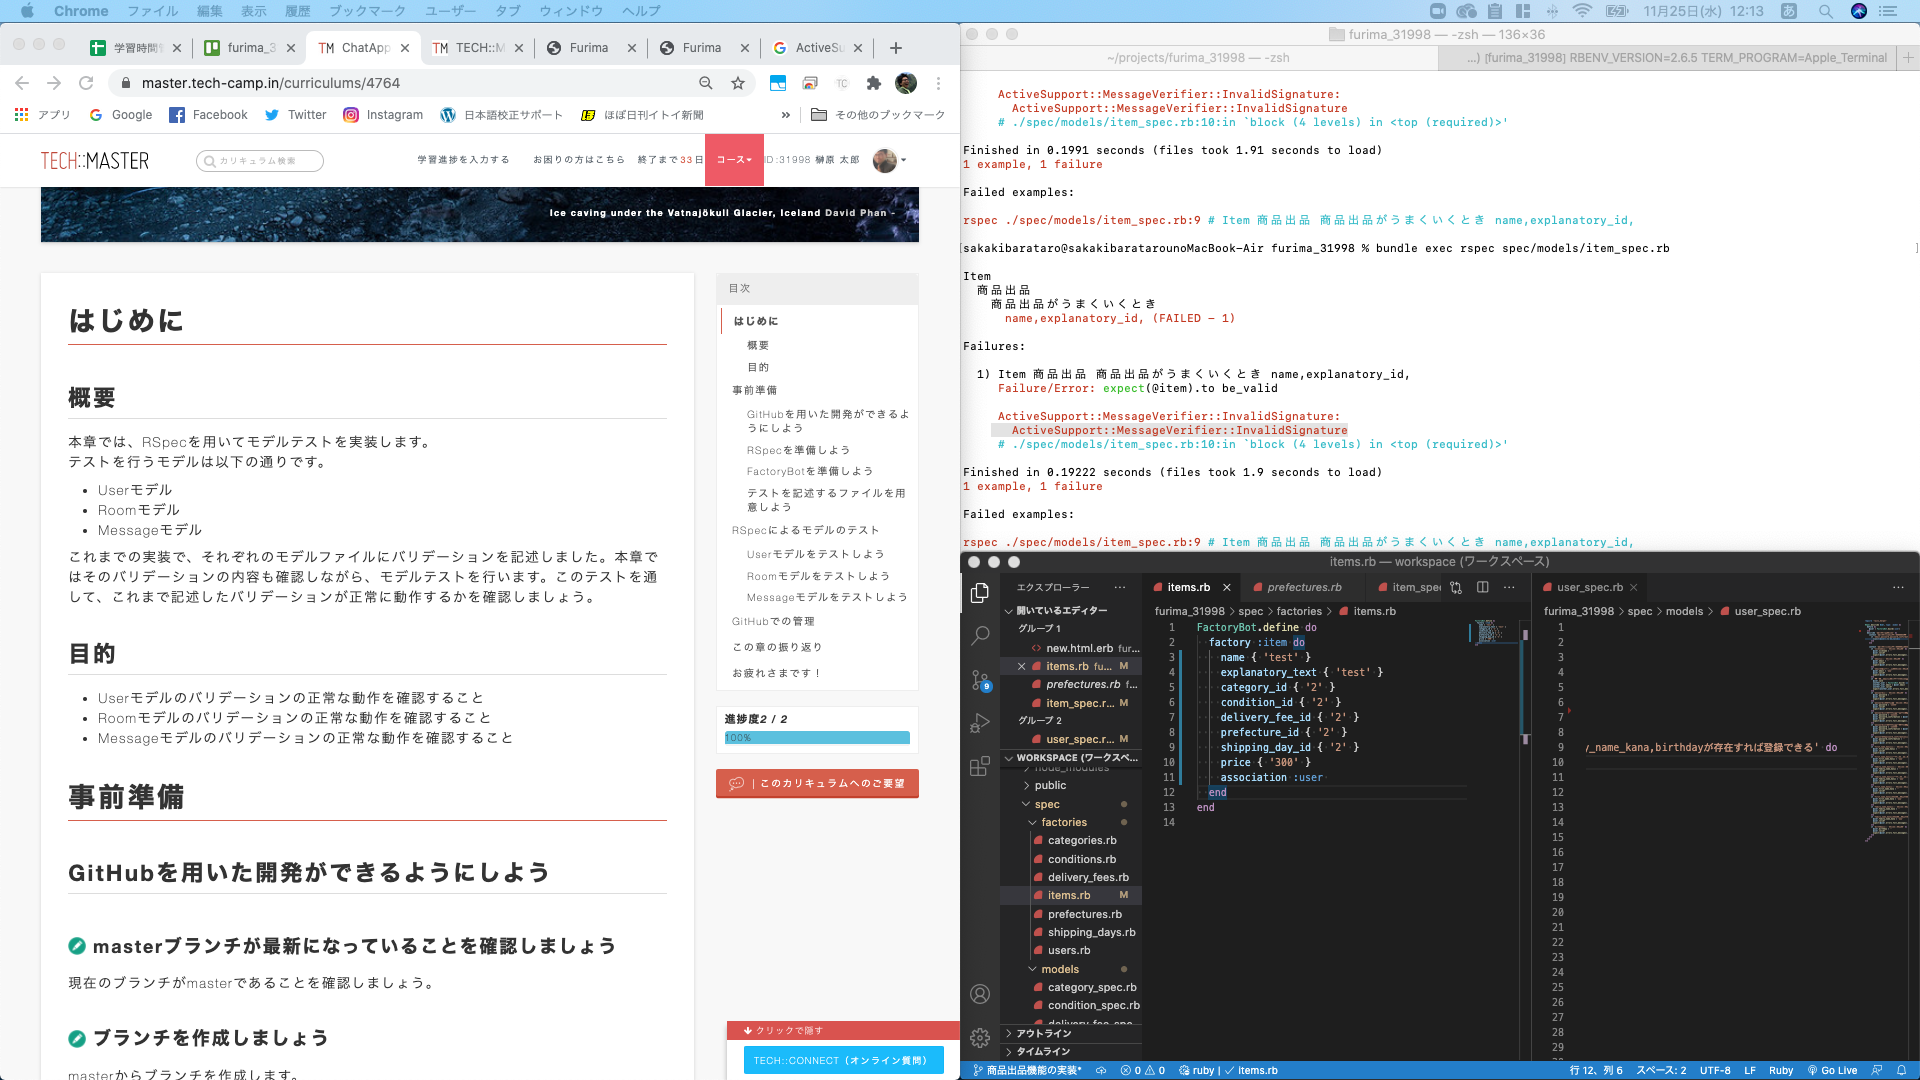 Chrome ファイル 編集 表示 履歴 ブックマーク ユーザー タブ ウィンドウ ヘルプ
11月25日(水) 12:13 あ
学習時間管
furima_3
TM ChatApp
TM TECH::M
Furima
Furima
ActiveSu
master.tech-camp.in/curriculums/4764
アプリ Google Facebook Twitter Instagram 日本語校正サポート ほぼ日刊イトイ新聞 » その他のブックマーク
TECH::MASTER
カリキュラム検索
学習進捗を入力する お困りの方はこちら 終了まで33日 コース ID:31998 榊原 太郎
Ice caving under the Vatnajökull Glacier, Iceland David Phan -
はじめに
概要
本章では、RSpecを用いてモデルテストを実装します。
テストを行うモデルは以下の通りです。
• Userモデル
• Roomモデル
• Messageモデル
これまでの実装で、それぞれのモデルファイルにバリデーションを記述しました。本章で
はそのバリデーションの内容も確認しながら、モデルテストを行います。このテストを通
して、これまで記述したバリデーションが正常に動作するかを確認しましょう。
目的
• Userモデルのバリデーションの正常な動作を確認すること
• Roomモデルのバリデーションの正常な動作を確認すること
• Messageモデルのバリデーションの正常な動作を確認すること
事前準備
GitHubを用いた開発ができるようにしよう
masterブランチが最新になっていることを確認しましょう
現在のブランチがmasterであることを確認しましょう。
ブランチを作成しましょう
masterからブランチを作成します。
目次
はじめに
概要
目的
事前準備
GitHubを用いた開発ができるよ
うにしよう
RSpecを準備しよう
FactoryBotを準備しよう
テストを記述するファイルを用
意しよう
RSpecによるモデルのテスト
Userモデルをテストしよう
Roomモデルをテストしよう
Messageモデルをテストしよう
GitHubでの管理
この章の振り返り
お疲れさまです！
進捗度2 / 2
100%
このカリキュラムへのご要望
クリックで隠す
TECH::CONNECT（オンライン質問）
furima_31998 — -zsh — 136×36
~/projects/furima_31998 — -zsh
...) [furima_31998] RBENV_VERSION=2.6.5 TERM_PROGRAM=Apple_Terminal
ActiveSupport::MessageVerifier::InvalidSignature:
ActiveSupport::MessageVerifier::InvalidSignature
# ./spec/models/item_spec.rb:10:in `block (4 levels) in <top (required)>'
Finished in 0.1991 seconds (files took 1.91 seconds to load)
1 example, 1 failure
Failed examples:
rspec ./spec/models/item_spec.rb:9 # Item 商品出品 商品出品がうまくいくとき name,explanatory_id,
[sakakibarataro@sakakibaratarounoMacBook-Air furima_31998 % bundle exec rspec spec/models/item_spec.rb ]
Item
商品出品
商品出品がうまくいくとき
name,explanatory_id, (FAILED - 1)
Failures:
1) Item 商品出品 商品出品がうまくいくとき name,explanatory_id,
Failure/Error: expect(@item).to be_valid
ActiveSupport::MessageVerifier::InvalidSignature:
ActiveSupport::MessageVerifier::InvalidSignature
# ./spec/models/item_spec.rb:10:in `block (4 levels) in <top (required)>'
Finished in 0.19222 seconds (files took 1.9 seconds to load)
1 example, 1 failure
Failed examples:
rspec ./spec/models/item_spec.rb:9 # Item 商品出品 商品出品がうまくいくとき name,explanatory_id,
items.rb — workspace (ワークスペース)
エクスプローラー ···
開いているエディター
グループ 1
new.html.erb fur...
items.rb fu... M
prefectures.rb f...
item_spec.r... M
グループ 2
user_spec.r... M
WORKSPACE (ワークスペ...
node_modules
public
spec
factories
categories.rb
conditions.rb
delivery_fees.rb
items.rb M
prefectures.rb
shipping_days.rb
users.rb
models
category_spec.rb
condition_spec.rb
アウトライン
タイムライン
9
items.rb
prefectures.rb
item_spec
furima_31998 > spec > factories > items.rb
1 FactoryBot.define do
2 factory :item do
3 name { 'test' }
4 explanatory_text { 'test' }
5 category_id { '2' }
6 condition_id { '2' }
7 delivery_fee_id { '2' }
8 prefecture_id { '2' }
9 shipping_day_id { '2' }
10 price { '300' }
11 association :user
12 end
13 end
14
user_spec.rb
furima_31998 > spec > models > user_spec.rb
1
2
3
4
5
6
7
8
9 y_name_kana,birthdayが存在すれば登録できる' do
10
11
12
13
14
15
16
17
18
19
20
21
22
23
24
25
26
27
28
29
商品出品機能の実装* 0 0 ruby | ✓ items.rb 行 12、列 6 スペース: 2 UTF-8 LF Ruby Go Live